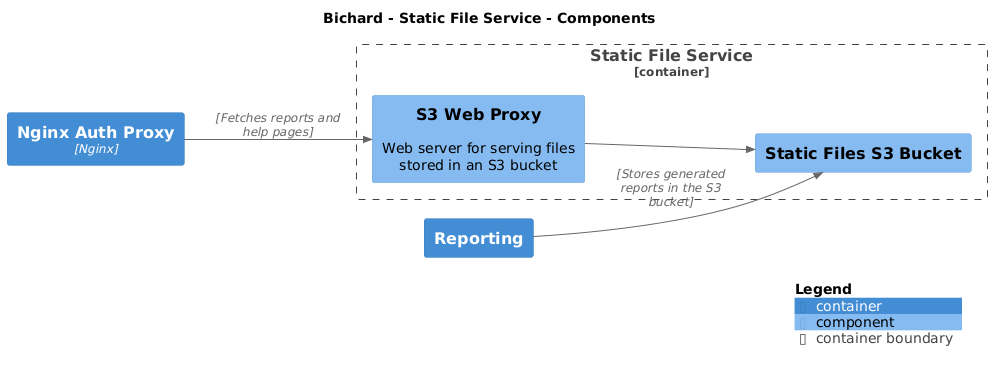 Bichard - Static File Service - Components
Static File Service
[container]
S3 Web Proxy
Web server for serving files
stored in an S3 bucket
Nginx Auth Proxy
[Nginx]
[Fetches reports and
help pages]
Static Files S3 Bucket
[Stores generated
reports in the S3
bucket]
Reporting
Legend
container
component
container boundary